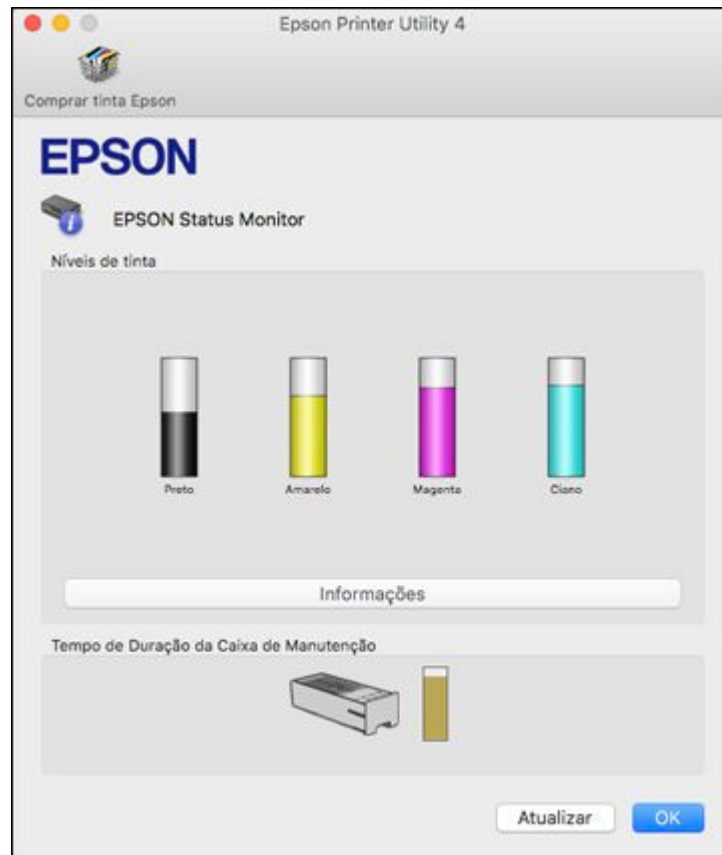 Epson Printer Utility 4
Comprar tinta Epson
EPSON
EPSON Status Monitor
Níveis de tinta
Preto
Amarelo
Magenta
Ciano
Informações
Tempo de Duração da Caixa de Manutenção
Atualizar
OK